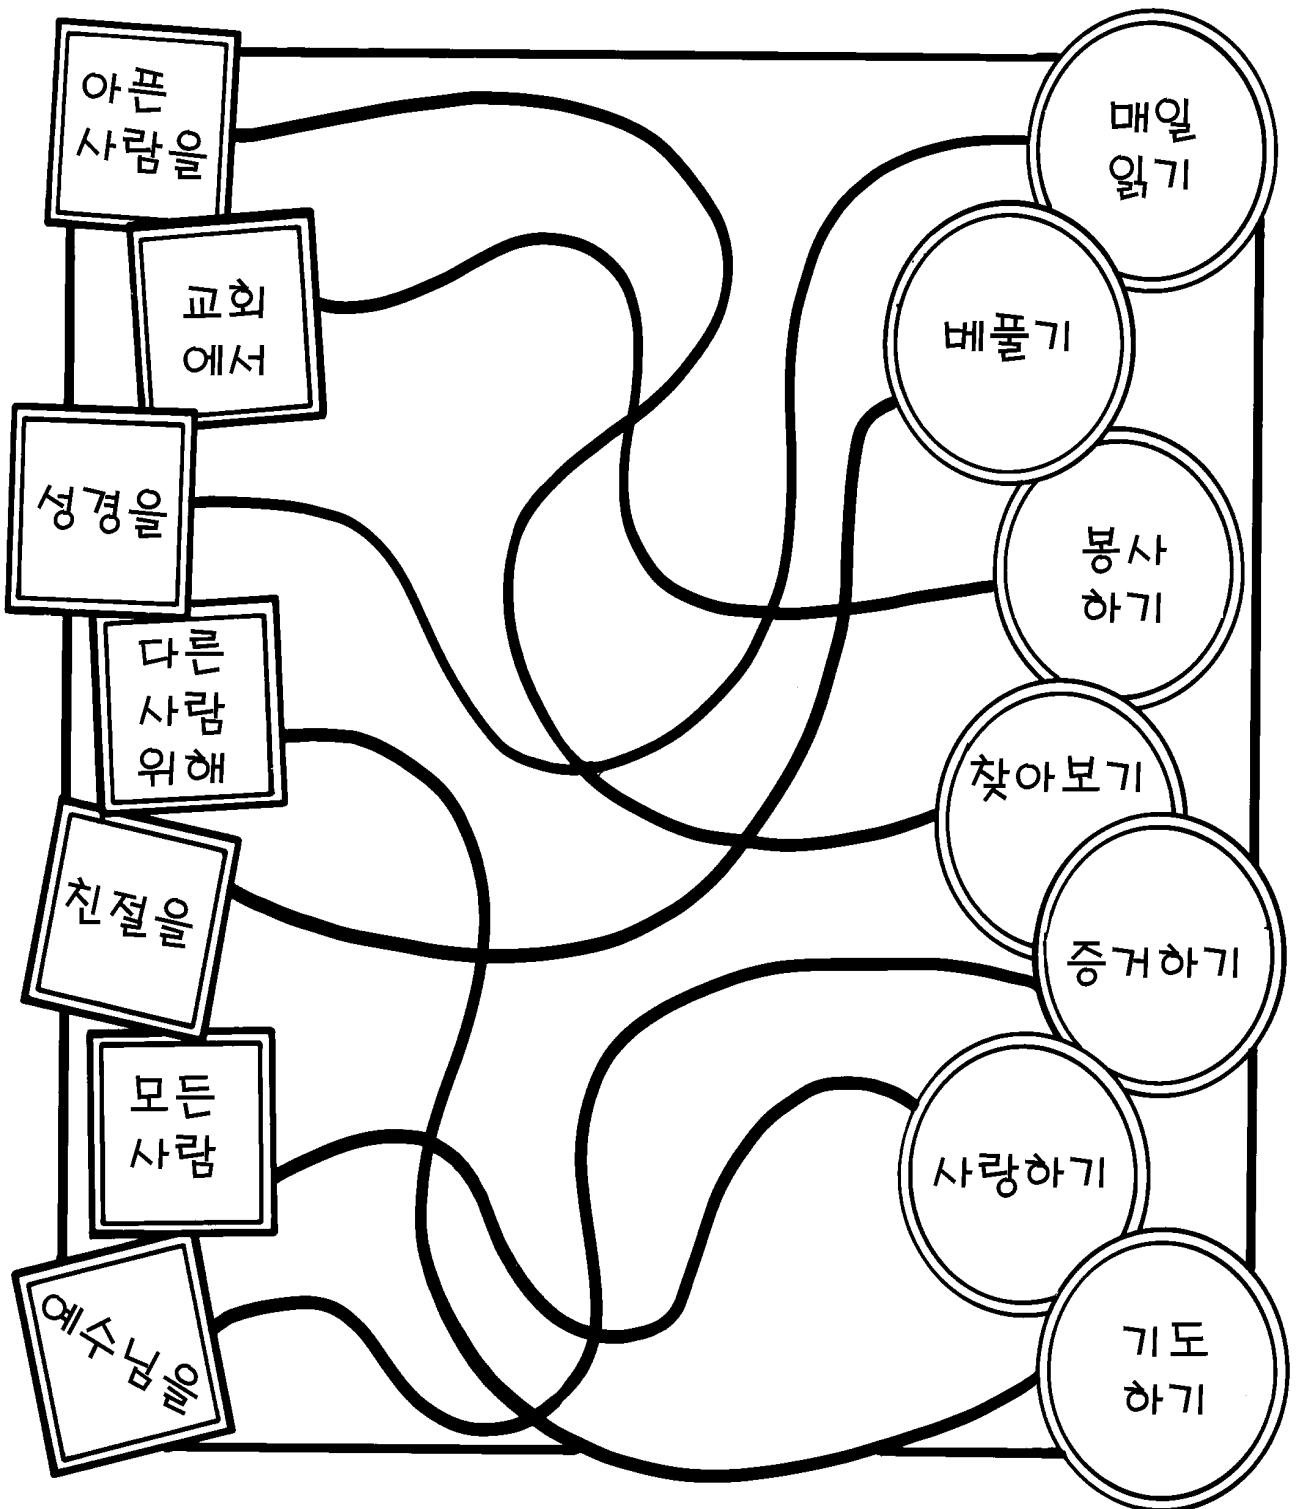 아픈
사람을
교회
에서
성경을
다른
사람
위해
친절을
모든
사람
예수님을
매일
읽기
베풀기
봉사
하기
찾아보기
증거하기
사랑하기
기도
하기